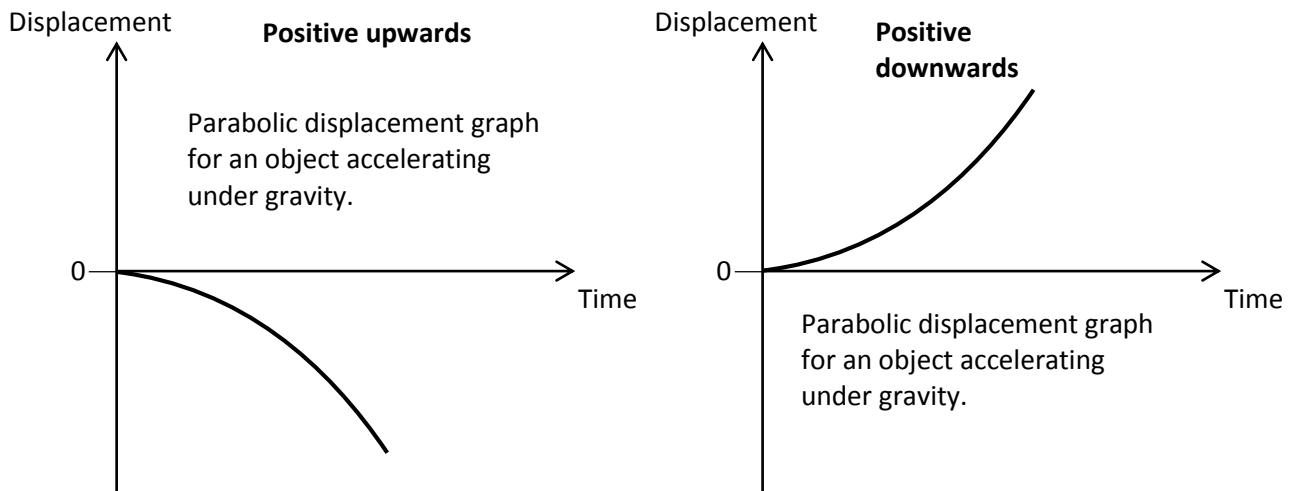 Displacement
Positive upwards
Parabolic displacement graph
for an object accelerating
under gravity.
0
Time
Displacement
Positive
downwards
0
Time
Parabolic displacement graph
for an object accelerating
under gravity.